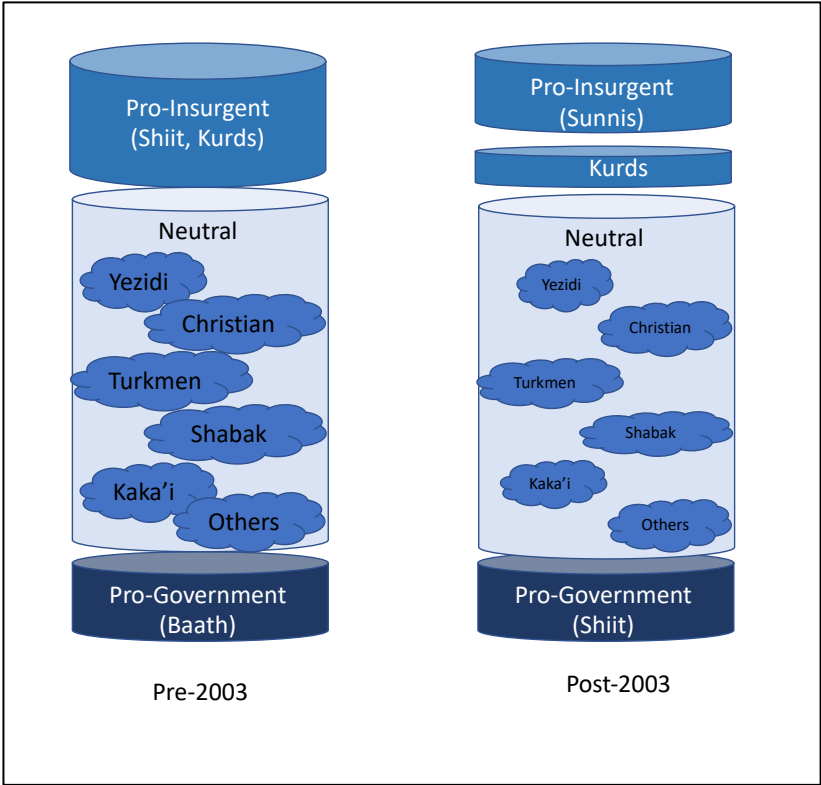 Pro-Insurgent
(Shiit, Kurds)
Neutral
Yezidi
Christian
Turkmen
Shabak
Kaka'i
Others
Pro-Government
(Baath)
Pre-2003
Pro-Insurgent
(Sunnis)
Kurds
Neutral
Yezidi
Christian
Turkmen
Shabak
Kaka'i
Others
Pro-Government
(Shiit)
Post-2003